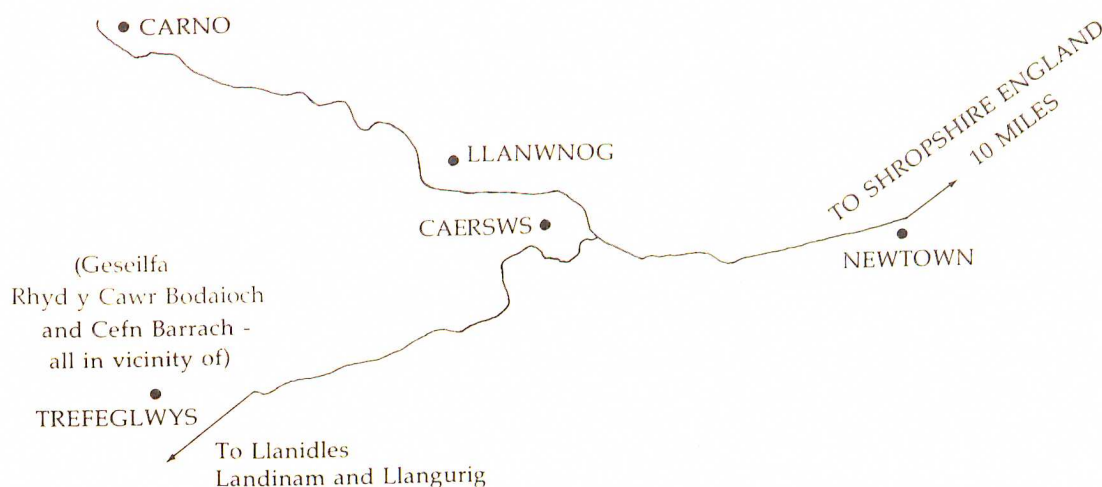 CARNO
LLANWNOG
CAERSWS
TO SHROPSHIRE ENGLAND
10 MILES
NEWTOWN
(Geseilfa
Rhyd y Cawr Bodaioch
and Cefn Barrach -
all in vicinity of)
TREFEGLWYS
To Llanidles
Landinam and Llangurig